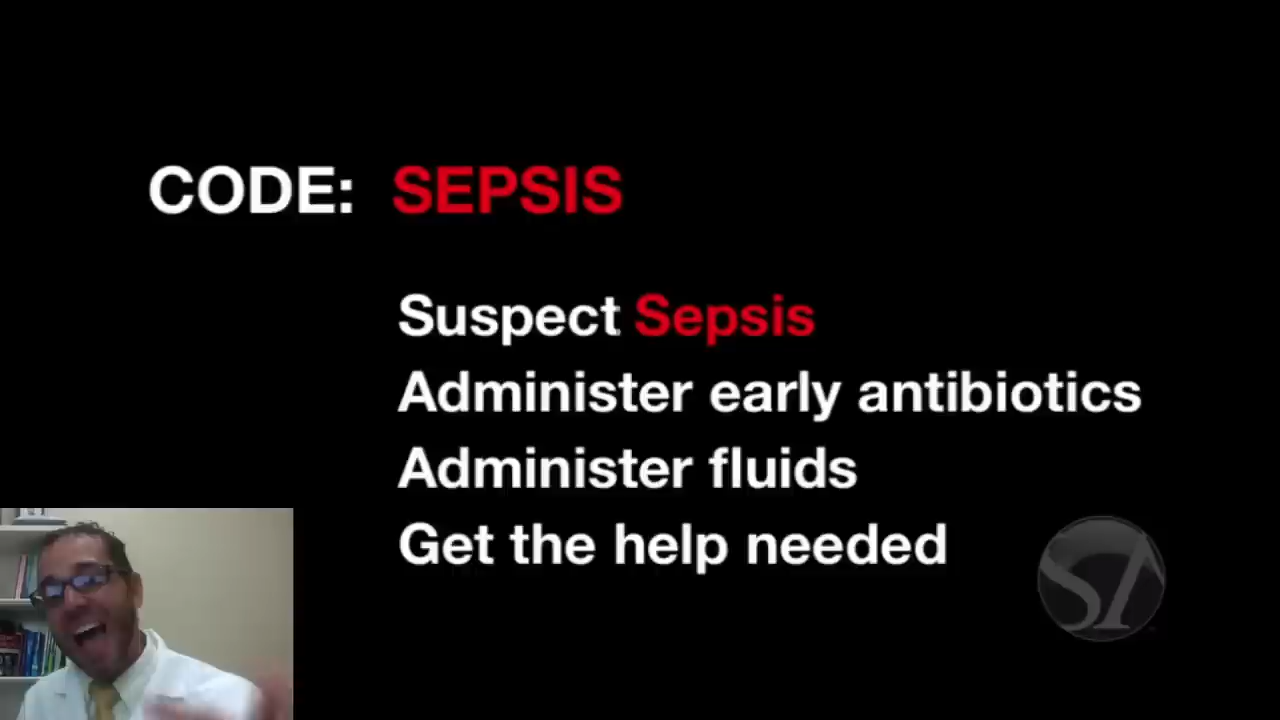 CODE: SEPSIS
Suspect Sepsis
Administer early antibiotics
Administer fluids
Get the help needed